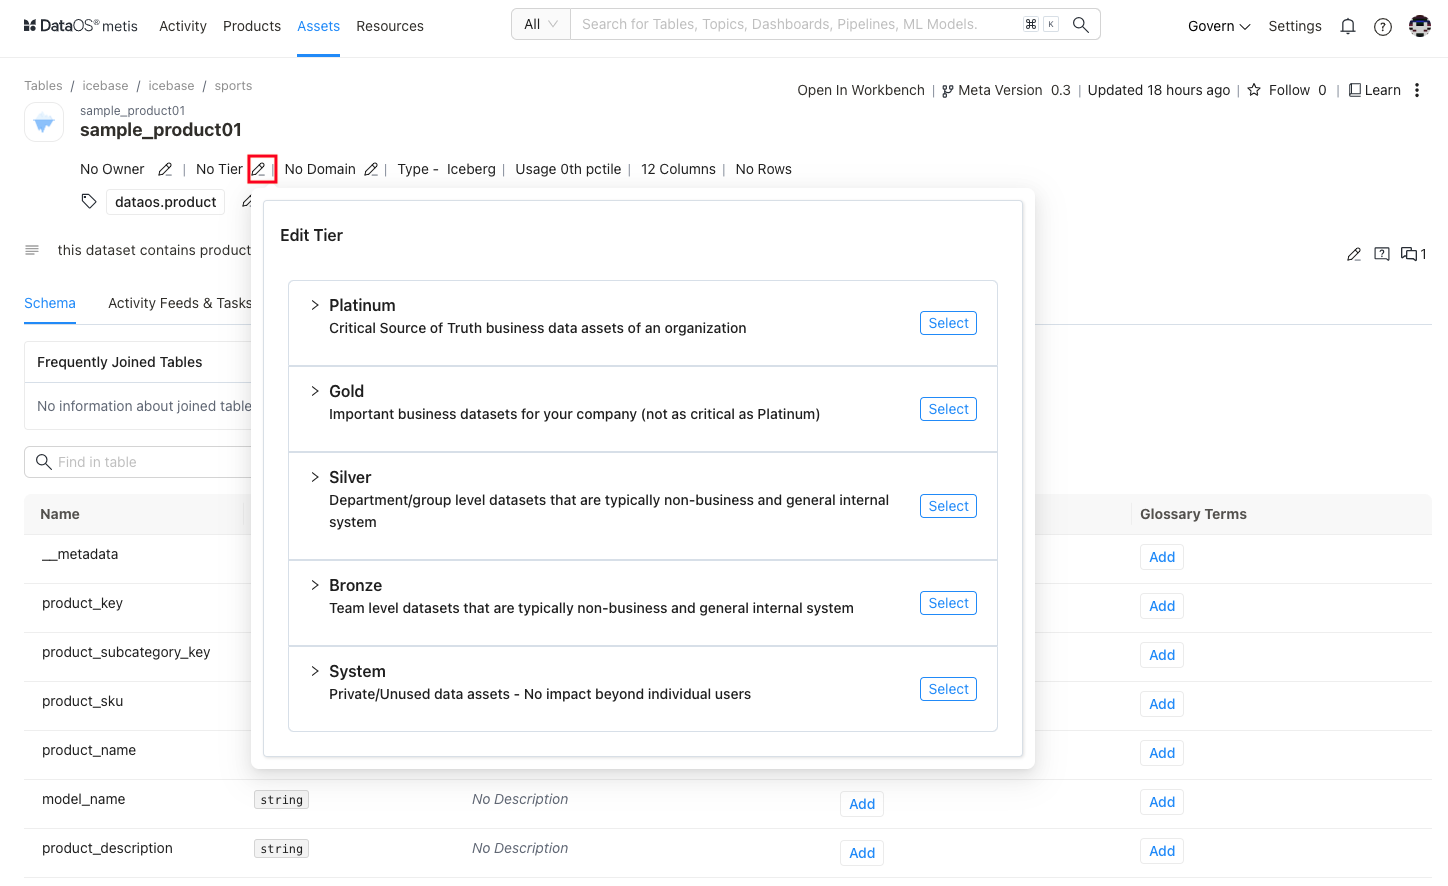 DataOS® metis Activity Products Assets Resources All Search for Tables, Topics, Dashboards, Pipelines, ML Models. ⌘ K Govern Settings
Tables / icebase / icebase / sports
Open In Workbench | Meta Version 0.3 | Updated 18 hours ago | Follow 0 | Learn
sample_product01
sample_product01
No Owner | No Tier | No Domain | Type - Iceberg | Usage 0th pctile | 12 Columns | No Rows
dataos.product
this dataset contains product
1
Schema Activity Feeds & Tasks
Edit Tier
Platinum
Critical Source of Truth business data assets of an organization
Select
Gold
Important business datasets for your company (not as critical as Platinum)
Select
Silver
Department/group level datasets that are typically non-business and general internal
system
Select
Bronze
Team level datasets that are typically non-business and general internal system
Select
System
Private/Unused data assets - No impact beyond individual users
Select
Frequently Joined Tables
No information about joined table
Find in table
Name Glossary Terms
__metadata Add
product_key Add
product_subcategory_key Add
product_sku Add
product_name Add
model_name string No Description Add Add
product_description string No Description Add Add